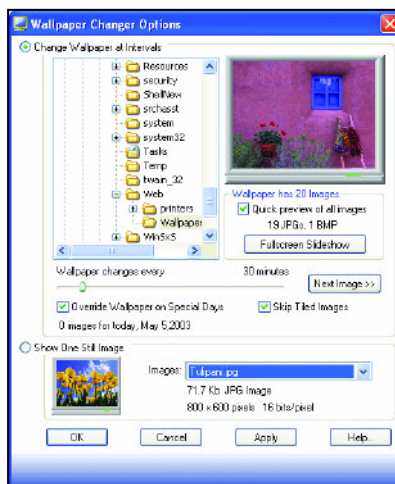 Wallpaper Changer Options
Change Wallpaper at Intervals
Resources
security
ShellNew
srchasst
system
system32
Tasks
Temp
twain_32
Web
printers
Wallpaper
WinSxS
Wallpaper has 20 Images
Quick preview of all images
19 JPGs, 1 BMP
Fullscreen Slideshow
Wallpaper changes every
30 minutes
Next Image >>
Override Wallpaper on Special Days
Skip Tiled Images
0 images for today, May 5,2003
Show One Still Image
Images:
Tulipani.jpg
71.7 Kb JPG Image
800 x 600 pixels 16 bits/pixel
OK
Cancel
Apply
Help..